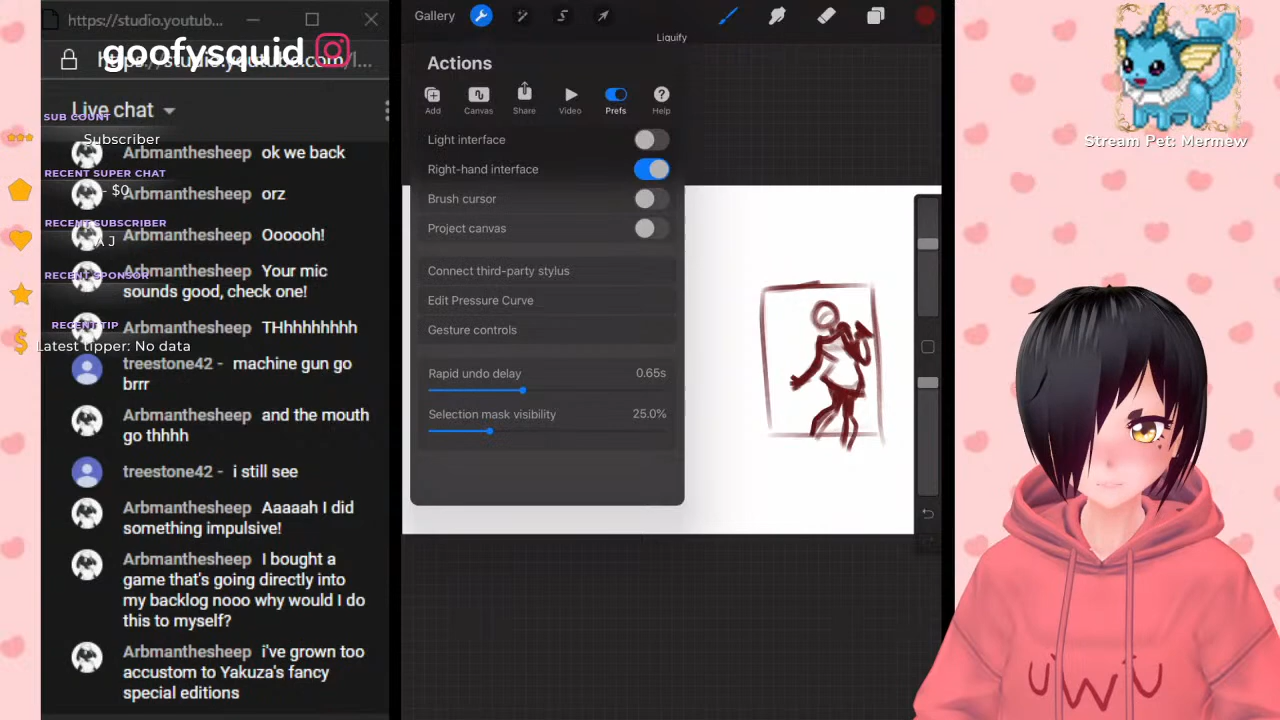 https://studio.youtub...
goofysquid
https://studio.youtube.com/l...
Live chat
SUB COUNT
Subscriber
RECENT SUPER CHAT
- $0
RECENT SUBSCRIBER
A J
RECENT SPONSOR
RECENT TIP
Latest tipper: No data
Arbmanthesheep ok we back
Arbmanthesheep orz
Arbmanthesheep Oooooh!
Arbmanthesheep Your mic
sounds good, check one!
Arbmanthesheep THhhhhhhhh
treestone42 - machine gun go
brrr
Arbmanthesheep and the mouth
go thhhh
treestone42 - i still see
Arbmanthesheep Aaaaah I did
something impulsive!
Arbmanthesheep I bought a
game that's going directly into
my backlog nooo why would I do
this to myself?
Arbmanthesheep i've grown too
accustom to Yakuza's fancy
special editions
Gallery
Liquify
Actions
Add Canvas Share Video Prefs Help
Light interface
Right-hand interface
Brush cursor
Project canvas
Connect third-party stylus
Edit Pressure Curve
Gesture controls
Rapid undo delay 0.65s
Selection mask visibility 25.0%
Stream Pet: Mermew
UWU